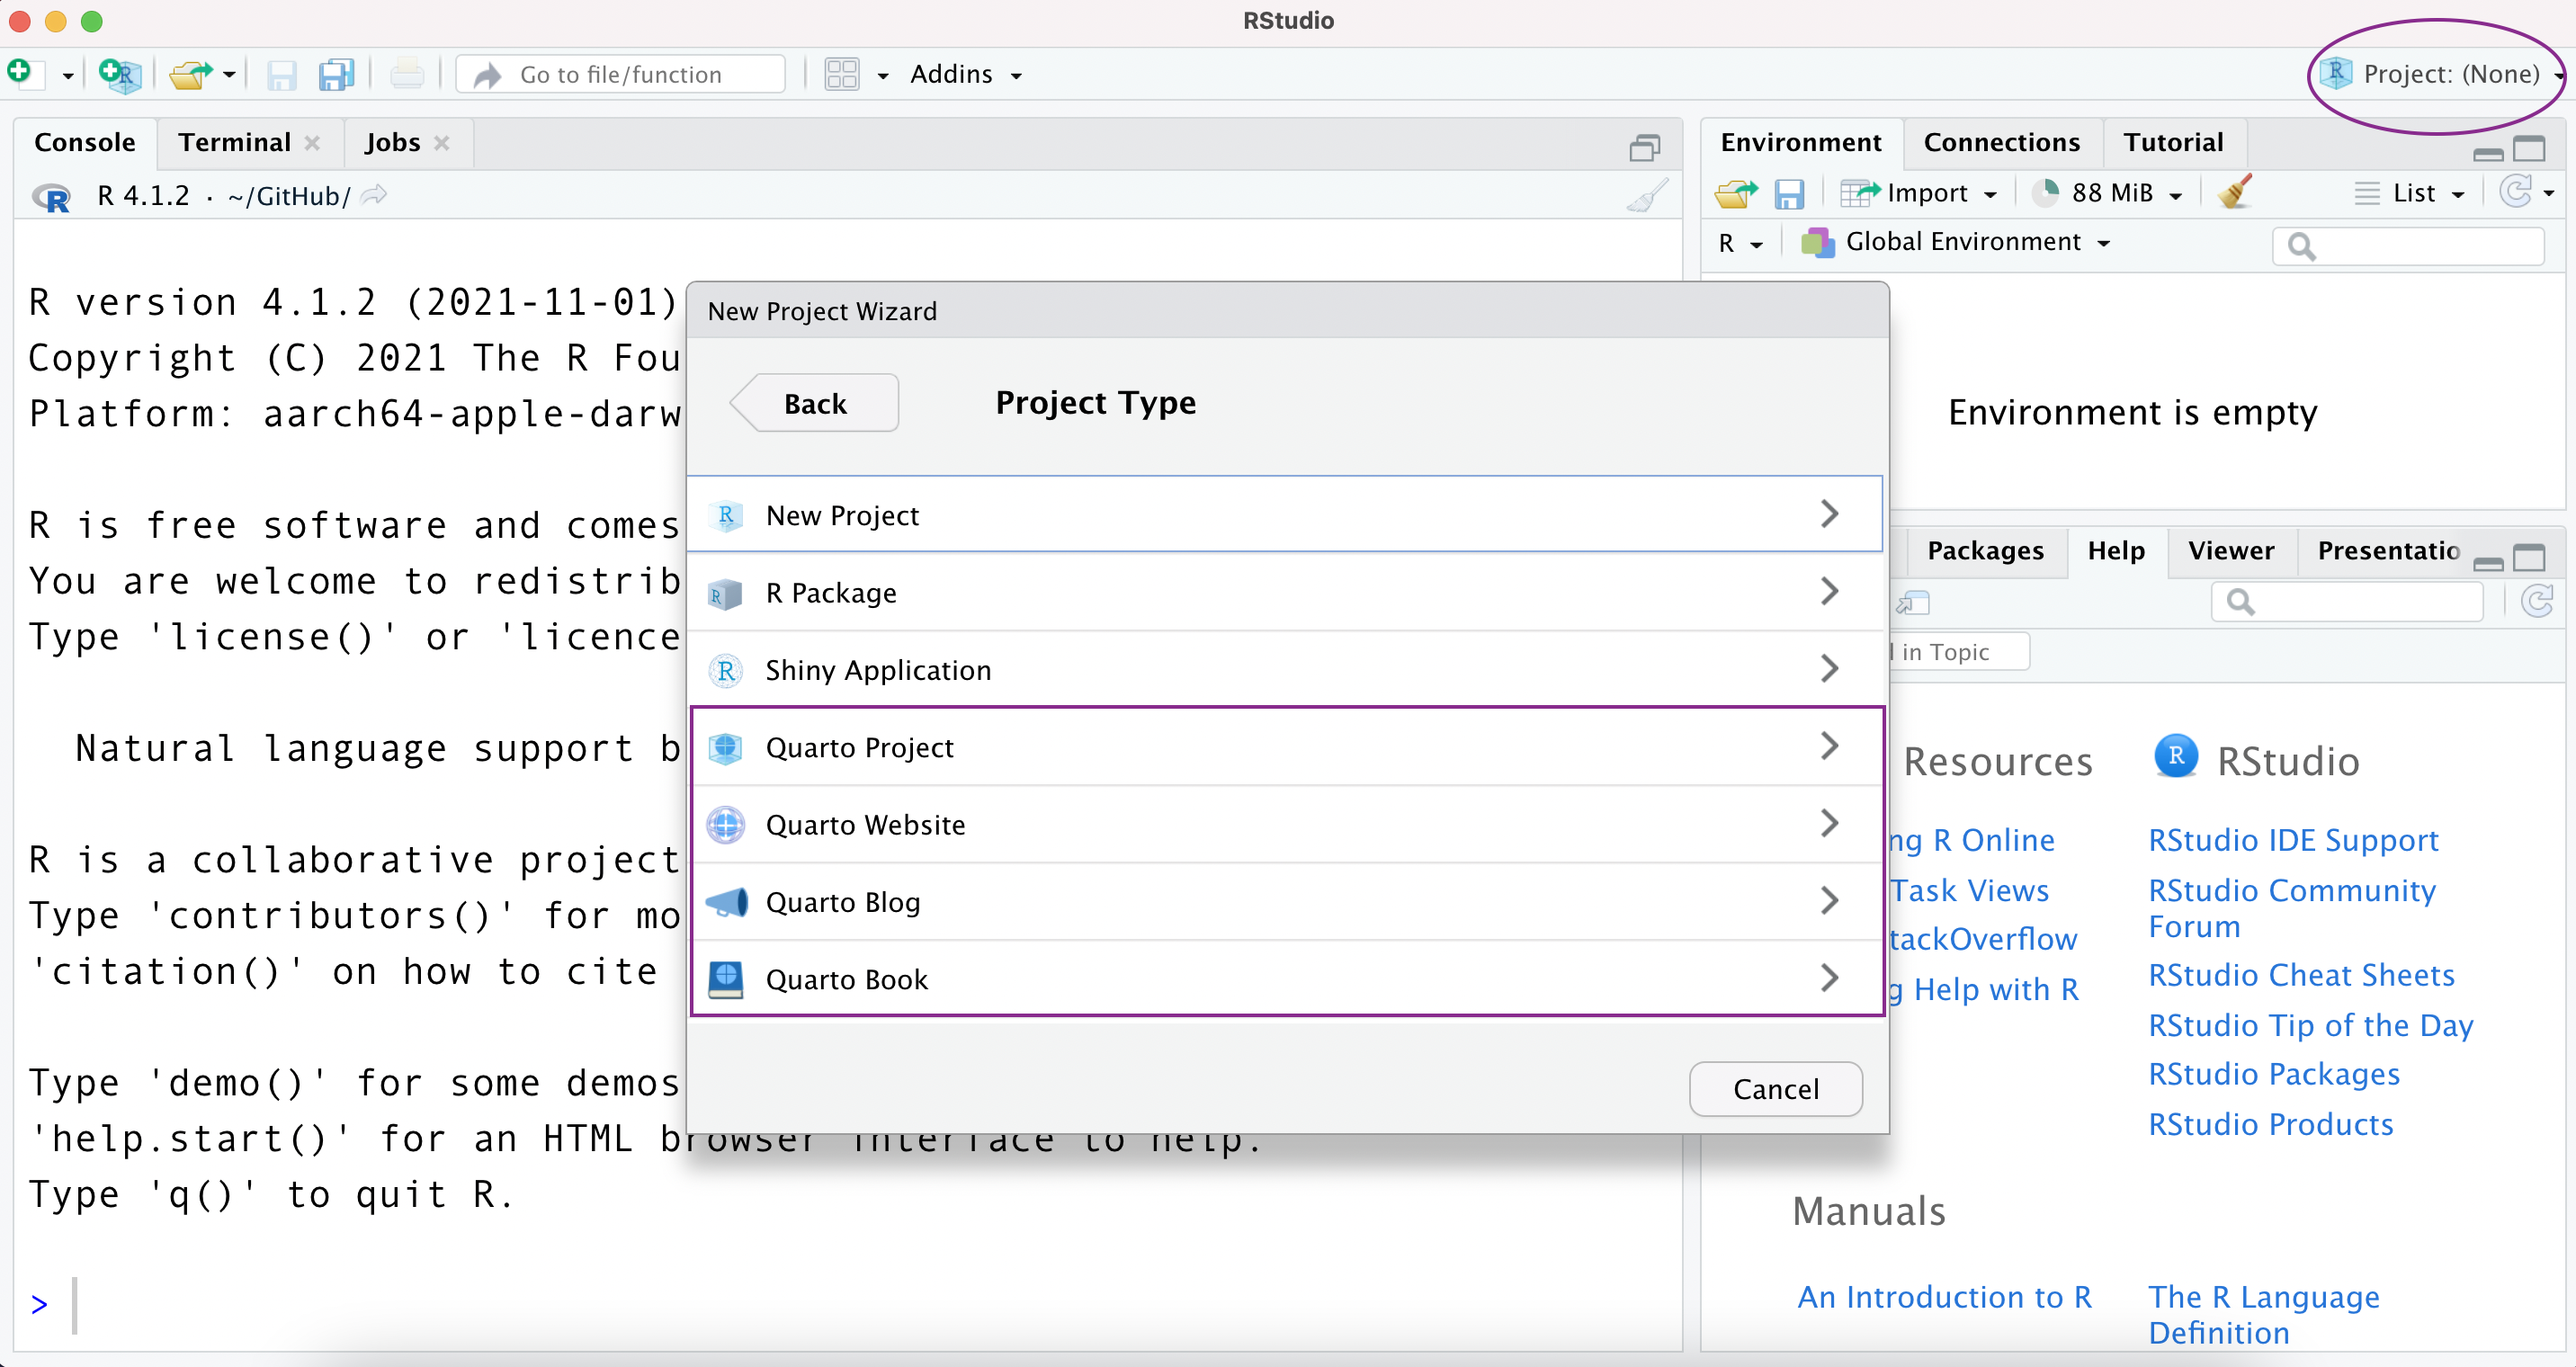 RStudio
Go to file/function
Addins
Project: (None)
Console
Terminal
Jobs
R 4.1.2 · ~/GitHub/
R version 4.1.2 (2021-11-01)
Copyright (C) 2021 The R Fou
Platform: aarch64-apple-darw
R is free software and comes
You are welcome to redistrib
Type 'license()' or 'licence
Natural language support b
R is a collaborative project
Type 'contributors()' for mo
'citation()' on how to cite
Type 'demo()' for some demos
'help.start()' for an HTML browser interface to help.
Type 'q()' to quit R.
>
New Project Wizard
Back
Project Type
New Project
R Package
Shiny Application
Quarto Project
Quarto Website
Quarto Blog
Quarto Book
Cancel
Environment
Connections
Tutorial
Import
88 MiB
List
R
Global Environment
Environment is empty
Packages
Help
Viewer
Presentatio
in Topic
Resources
RStudio
ng R Online
Task Views
tackOverflow
g Help with R
RStudio IDE Support
RStudio Community
Forum
RStudio Cheat Sheets
RStudio Tip of the Day
RStudio Packages
RStudio Products
Manuals
An Introduction to R
The R Language
Definition